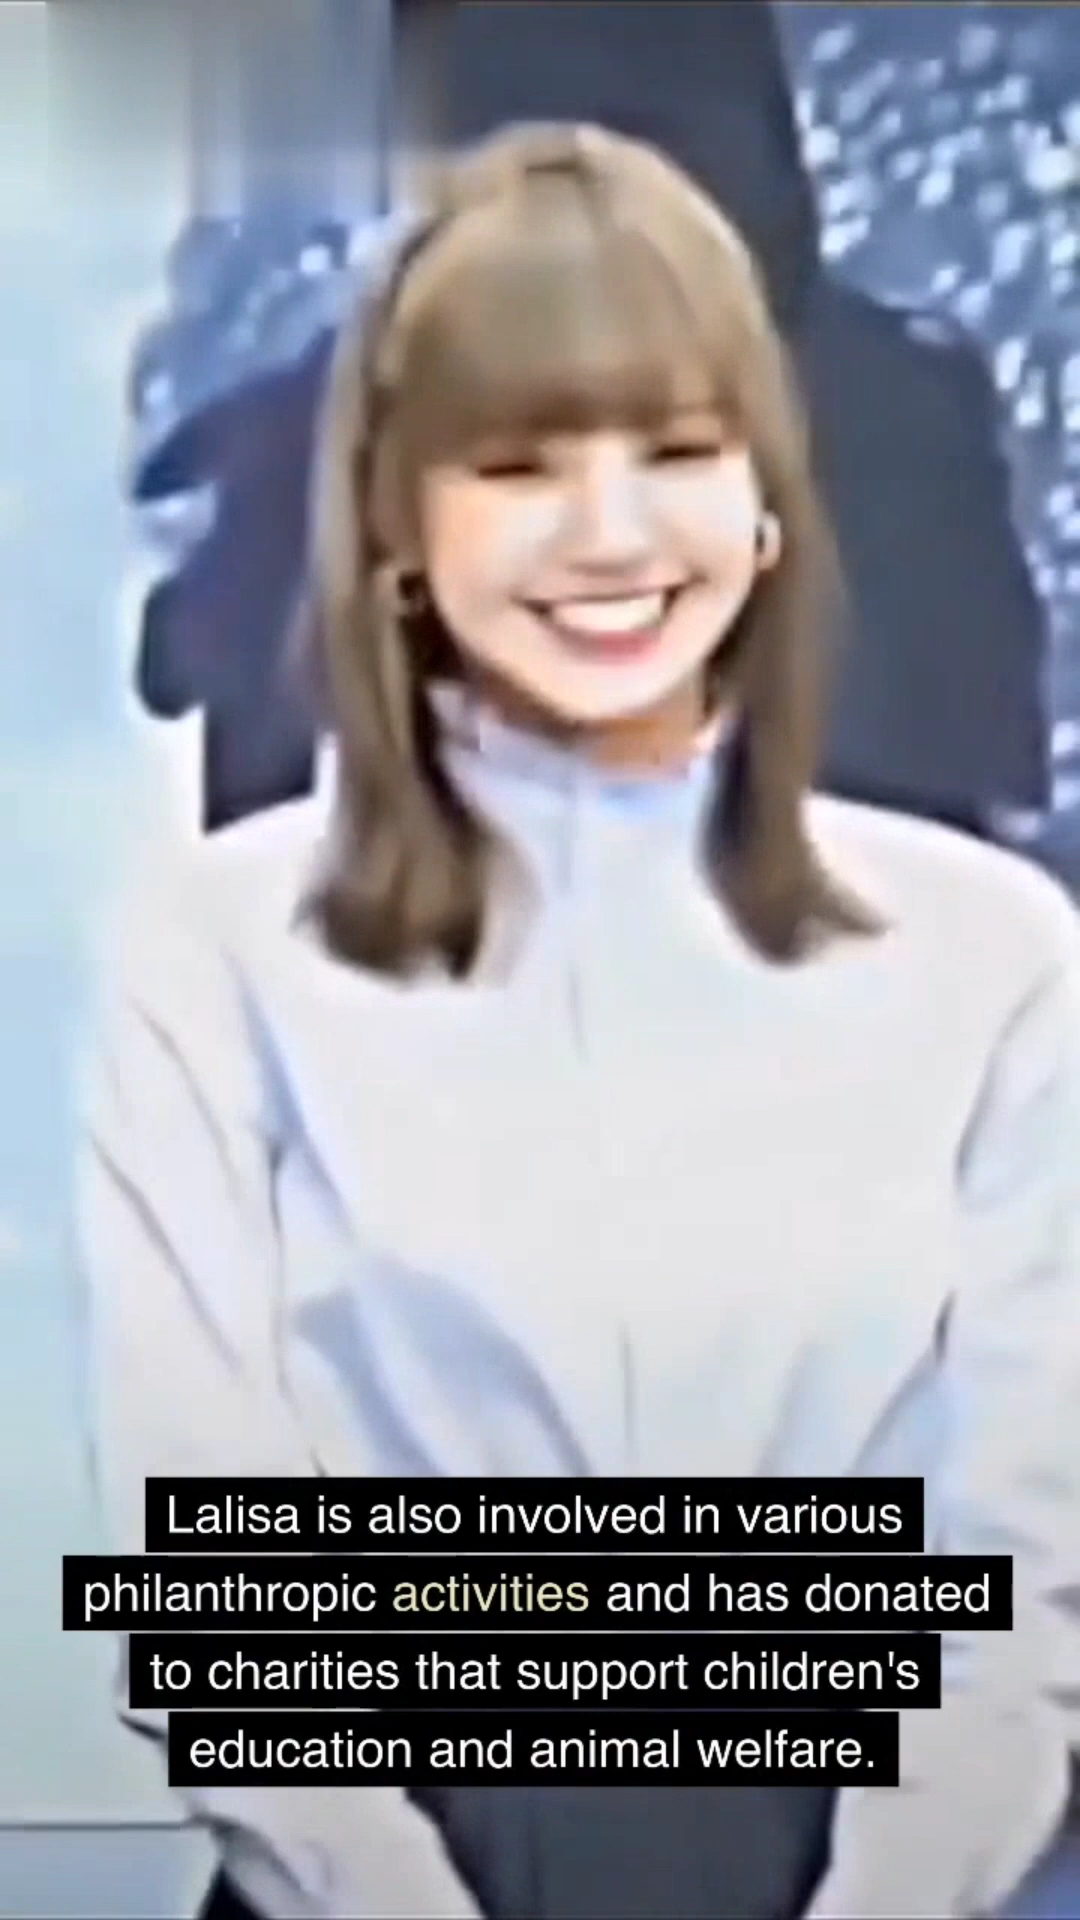 Lalisa is also involved in various
philanthropic activities and has donated
to charities that support children's
education and animal welfare.